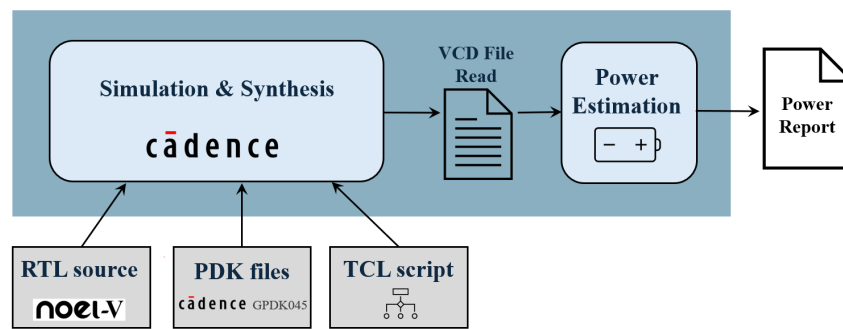 Simulation & Synthesis
cādence
VCD File
Read
Power
Estimation
Power
Report
RTL source
noel-V
PDK files
cādence GPDK045
TCL script